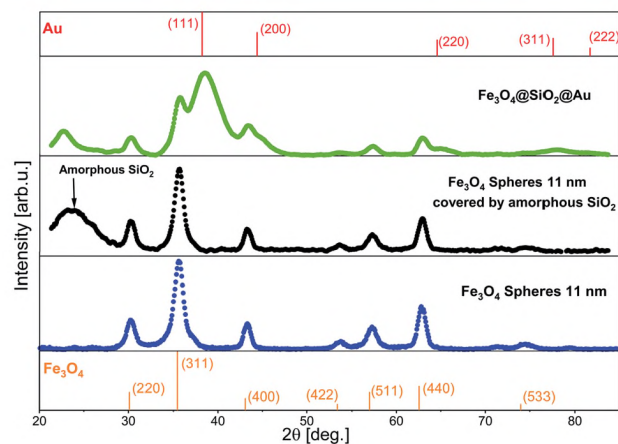 Au
(111)
(200)
(220)
(311)
(222)
Fe₃O₄@SiO₂@Au
Amorphous SiO₂
Fe₃O₄ Spheres 11 nm
covered by amorphous SiO₂
Fe₃O₄ Spheres 11 nm
Intensity [arb.u.]
Fe₃O₄
(220)
(311)
(400)
(422)
(511)
(440)
(533)
20 30 40 50 60 70 80
2θ [deg.]